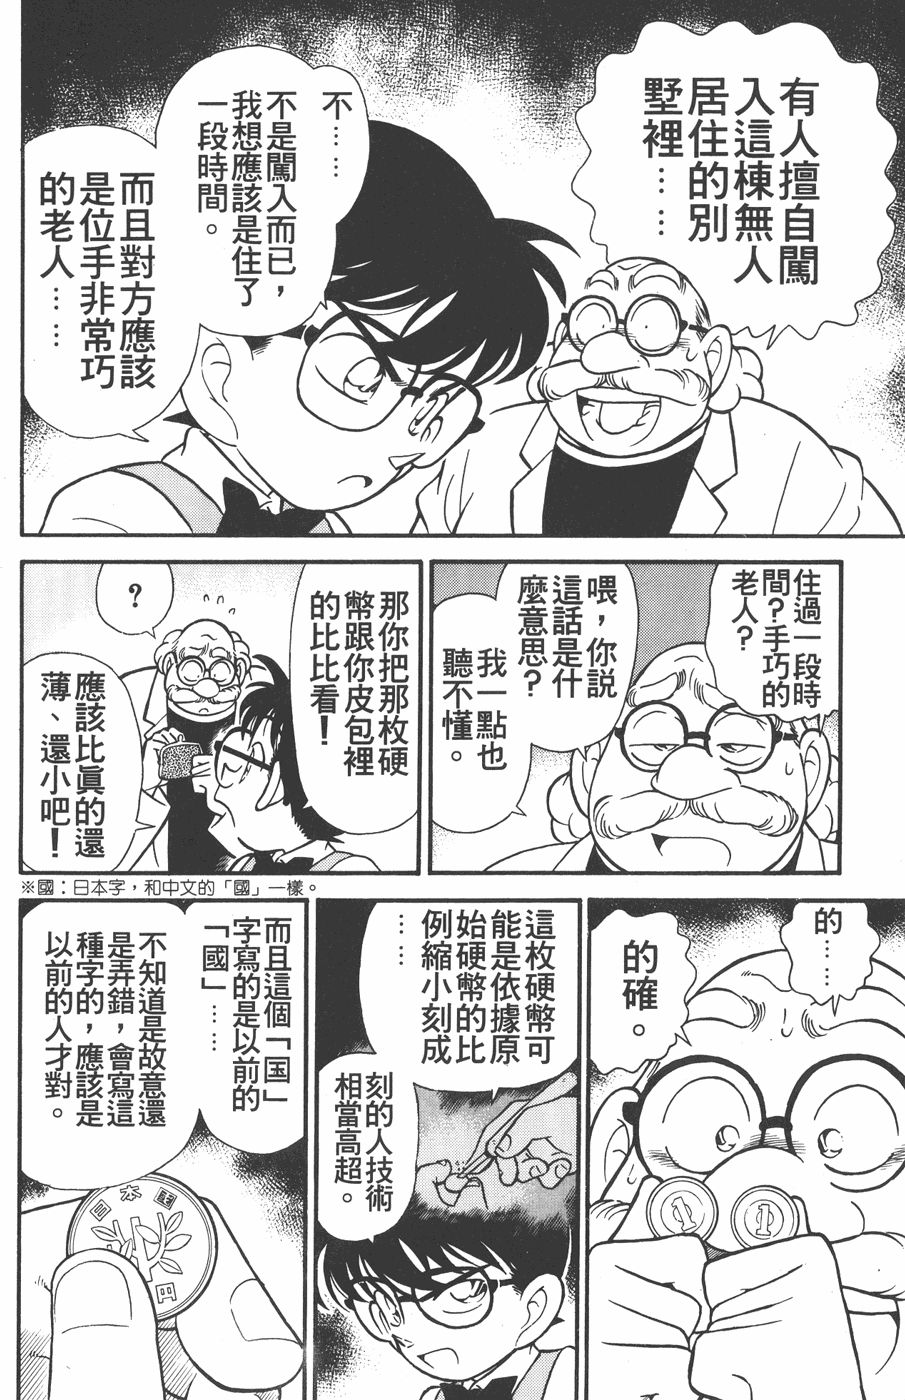 有人擅自闖
入這棟無人
居住的別
墅裡……
不……
不是闖入而已，
我想應該是住了
一段時間。
而且對方應該
是位手非常巧
的老人……
住過一段時
間？手巧的
老人？
喂，你說
這話是什
麼意思？
我一點也
聽不懂。
那你把那枚硬
幣跟你皮包裡
的比比看！
？
應該比真的還
薄、還小吧！
※國：日本字，和中文的「國」一樣。
的……
的確。
1
1
這枚硬幣可
能是依據原
始硬幣的比
例縮小刻成
……
刻的人技術
相當高超。
而且這個「国」
字寫的是以前的
「國」……
不知道是故意還
是弄錯，會寫這
種字的，應該是
以前的人才對。
日本國
円